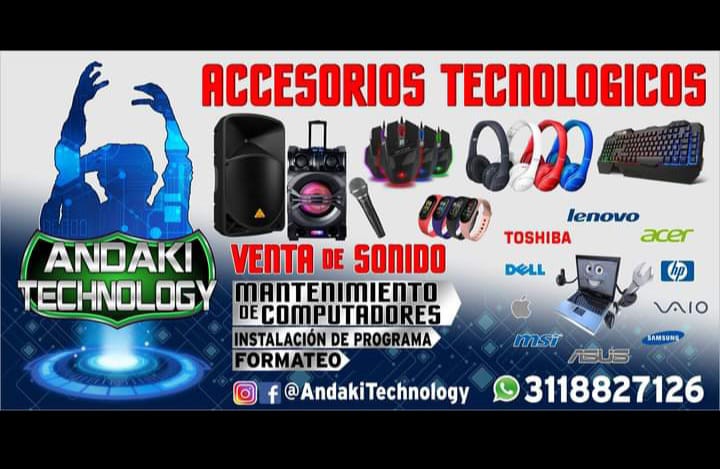 ACCESORIOS TECNOLOGICOS
ANDAKI
TECHNOLOGY
VENTA DE SONIDO
MANTENIMIENTO
DE COMPUTADORES
INSTALACIÓN DE PROGRAMA
FORMATEO
lenovo
TOSHIBA
acer
DELL
hp
VAIO
msi
ASUS
SAMSUNG
@AndakiTechnology
3118827126